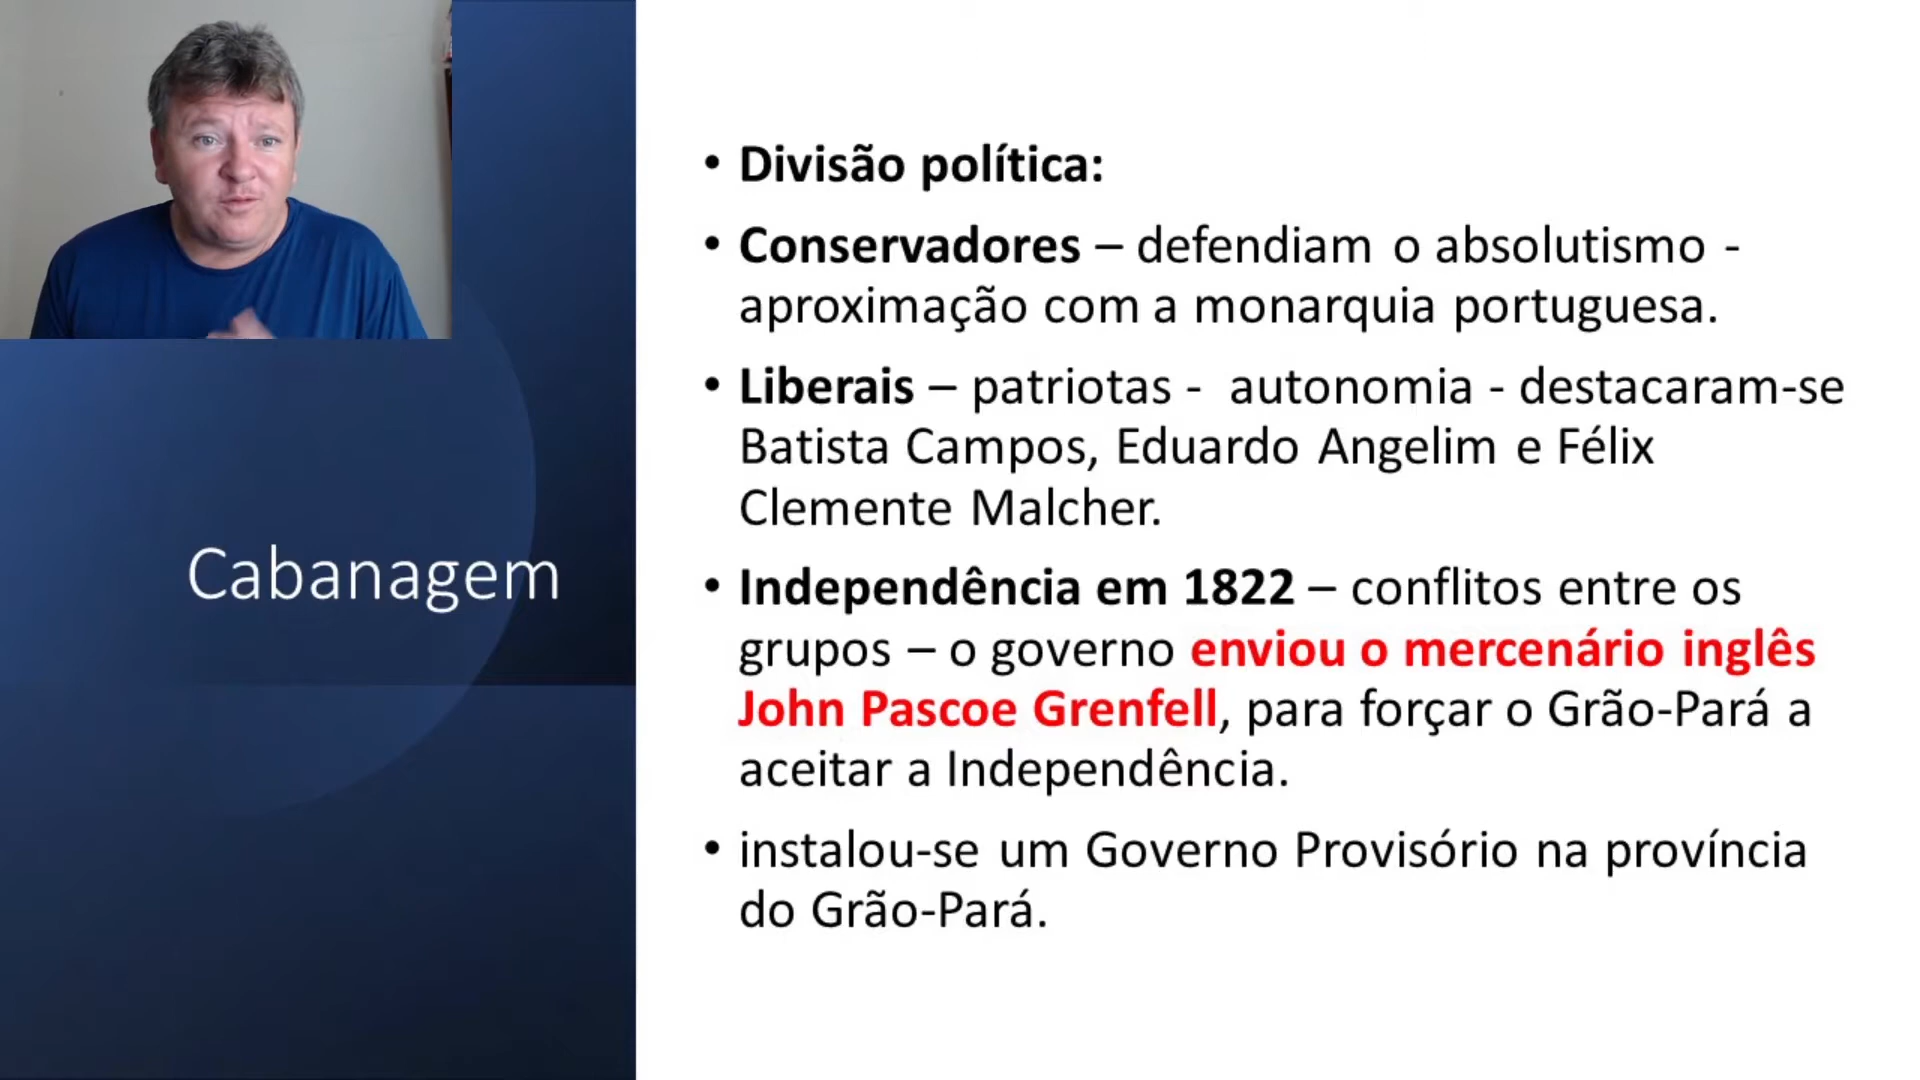 Cabanagem
• Divisão política:
• Conservadores – defendiam o absolutismo -
aproximação com a monarquia portuguesa.
• Liberais – patriotas - autonomia - destacaram-se
Batista Campos, Eduardo Angelim e Félix
Clemente Malcher.
• Independência em 1822 – conflitos entre os
grupos – o governo enviou o mercenário inglês
John Pascoe Grenfell, para forçar o Grão-Pará a
aceitar a Independência.
• instalou-se um Governo Provisório na província
do Grão-Pará.